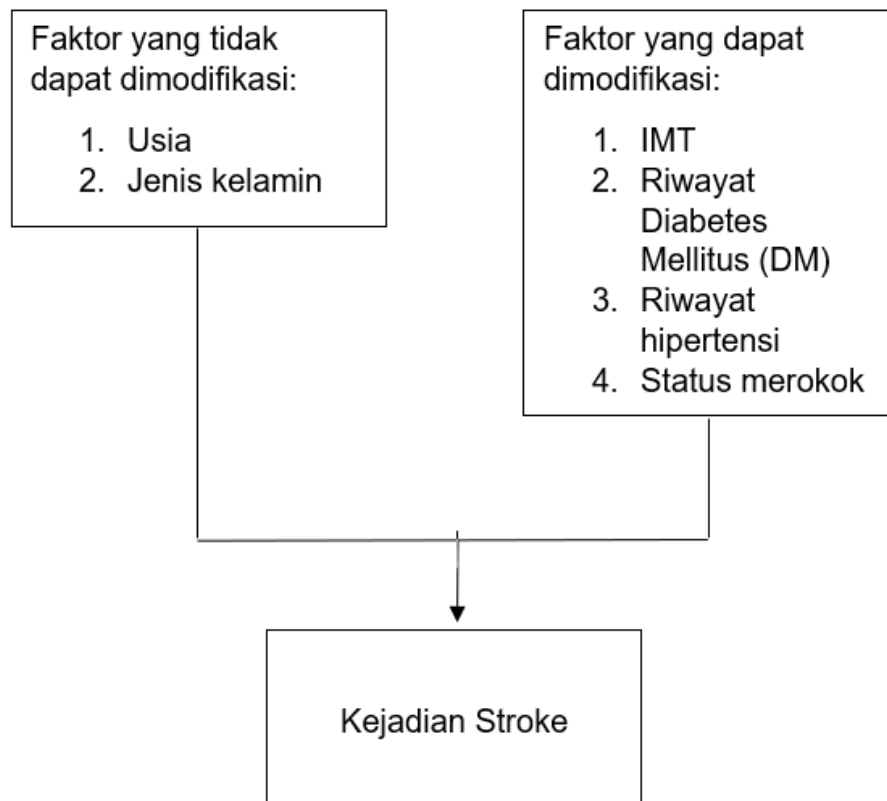 Faktor yang tidak
dapat dimodifikasi:
1. Usia
2. Jenis kelamin
Faktor yang dapat
dimodifikasi:
1. IMT
2. Riwayat
Diabetes
Mellitus (DM)
3. Riwayat
hipertensi
4. Status merokok
Kejadian Stroke